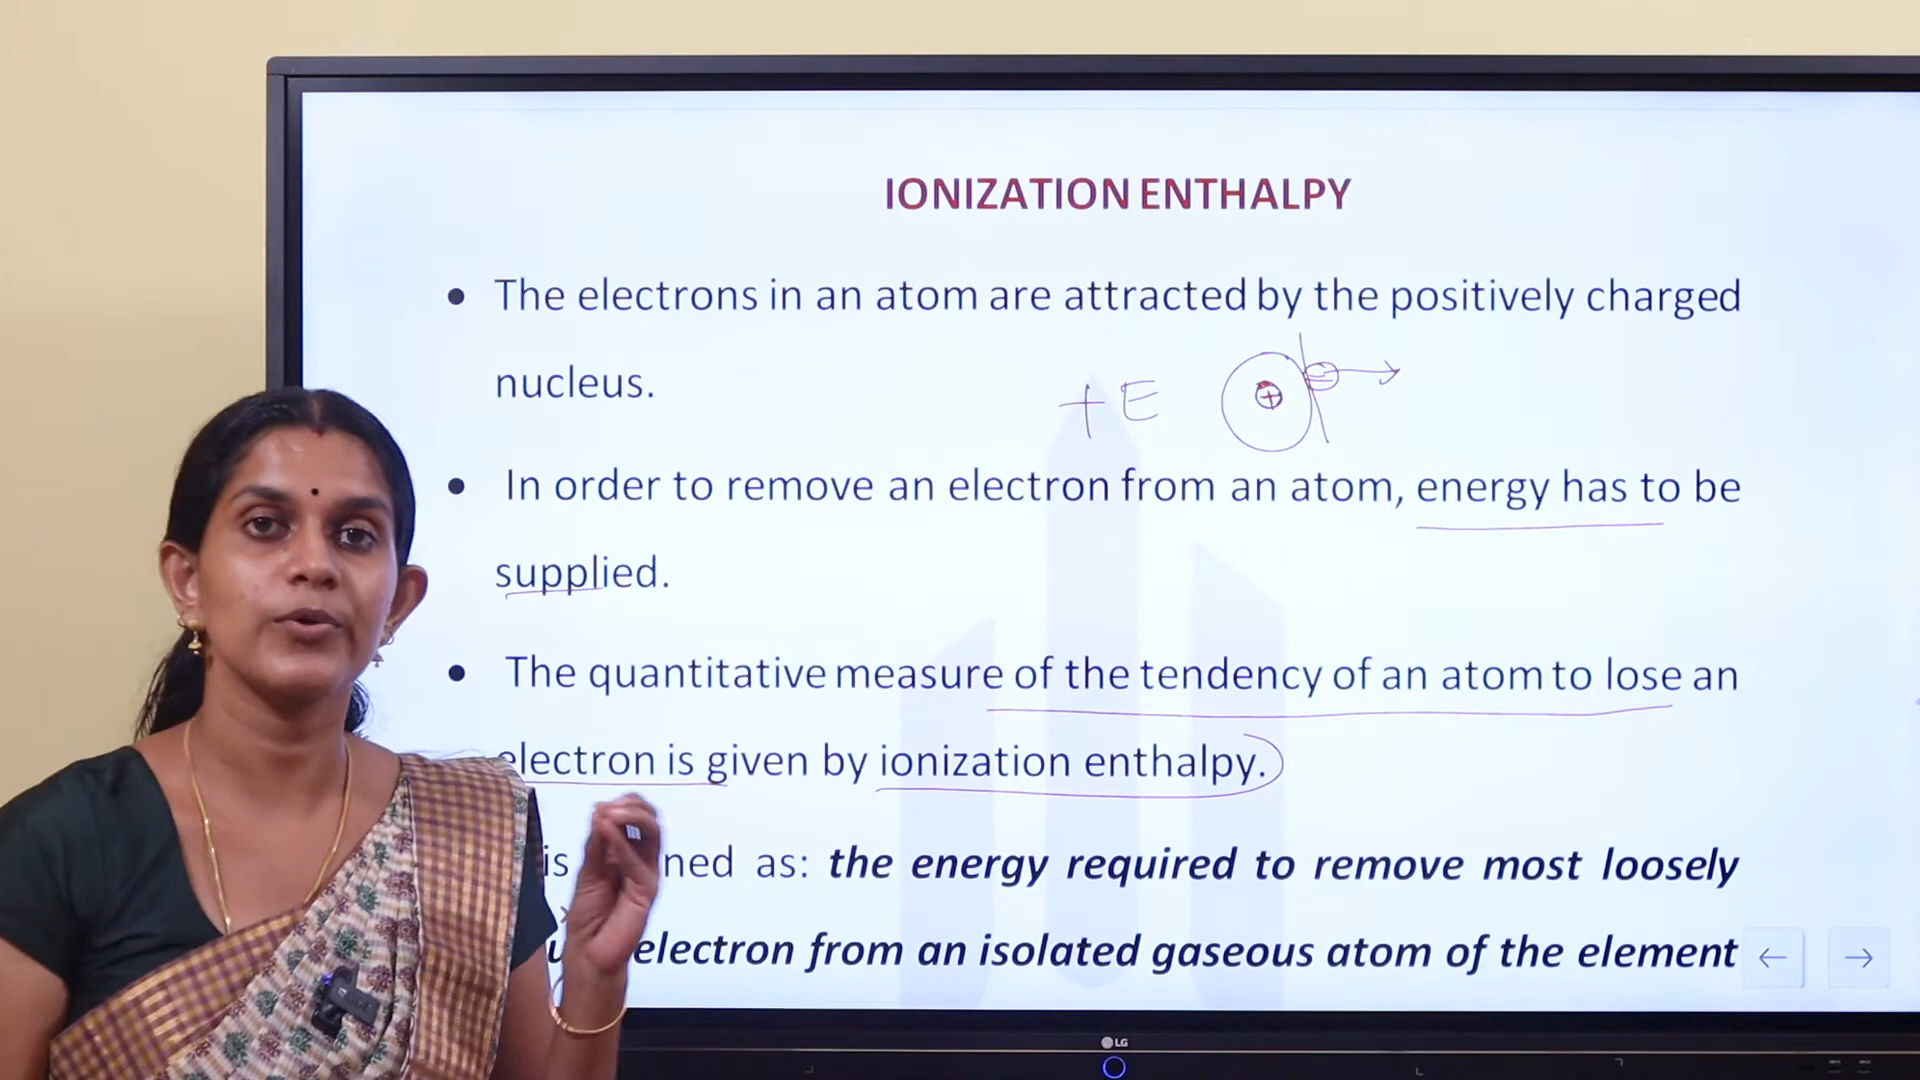 IONIZATION ENTHALPY
• The electrons in an atom are attracted by the positively charged
nucleus.
+E
+
• In order to remove an electron from an atom, energy has to be
supplied.
• The quantitative measure of the tendency of an atom to lose an
electron is given by ionization enthalpy.
is as: the energy required to remove most loosely
electron from an isolated gaseous atom of the element
← →
LG